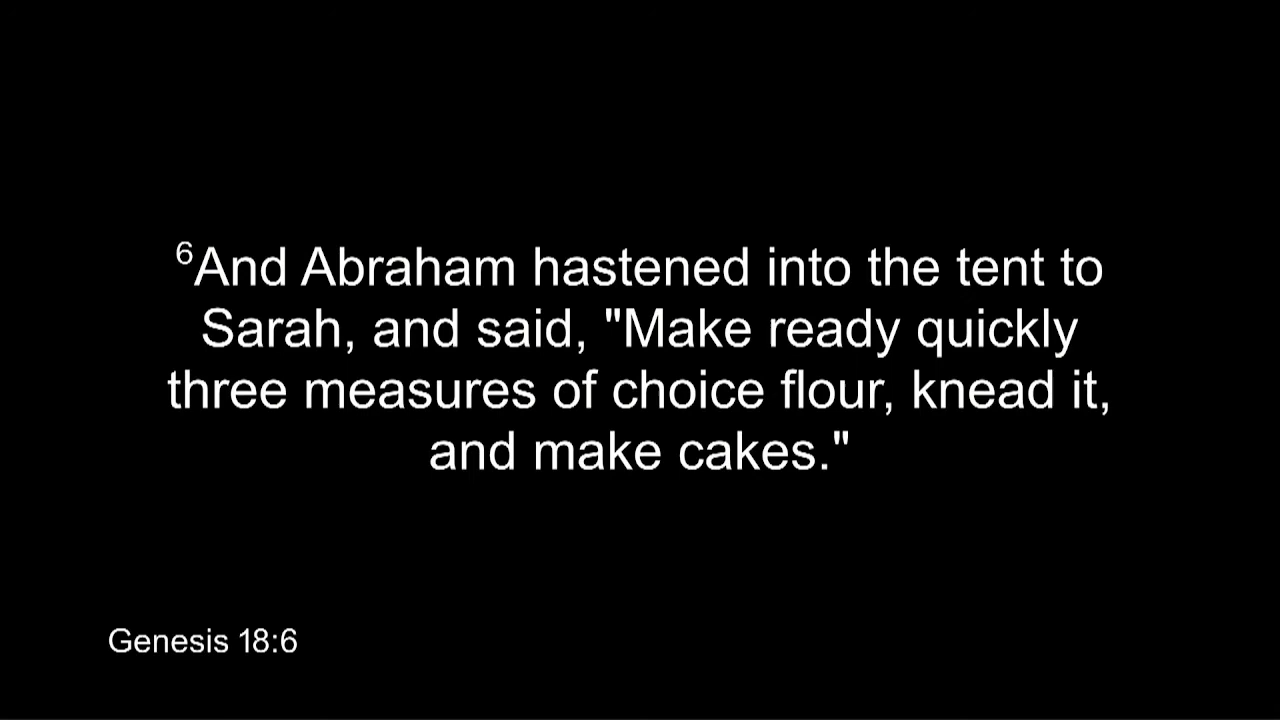 ⁶And Abraham hastened into the tent to
Sarah, and said, "Make ready quickly
three measures of choice flour, knead it,
and make cakes."
Genesis 18:6